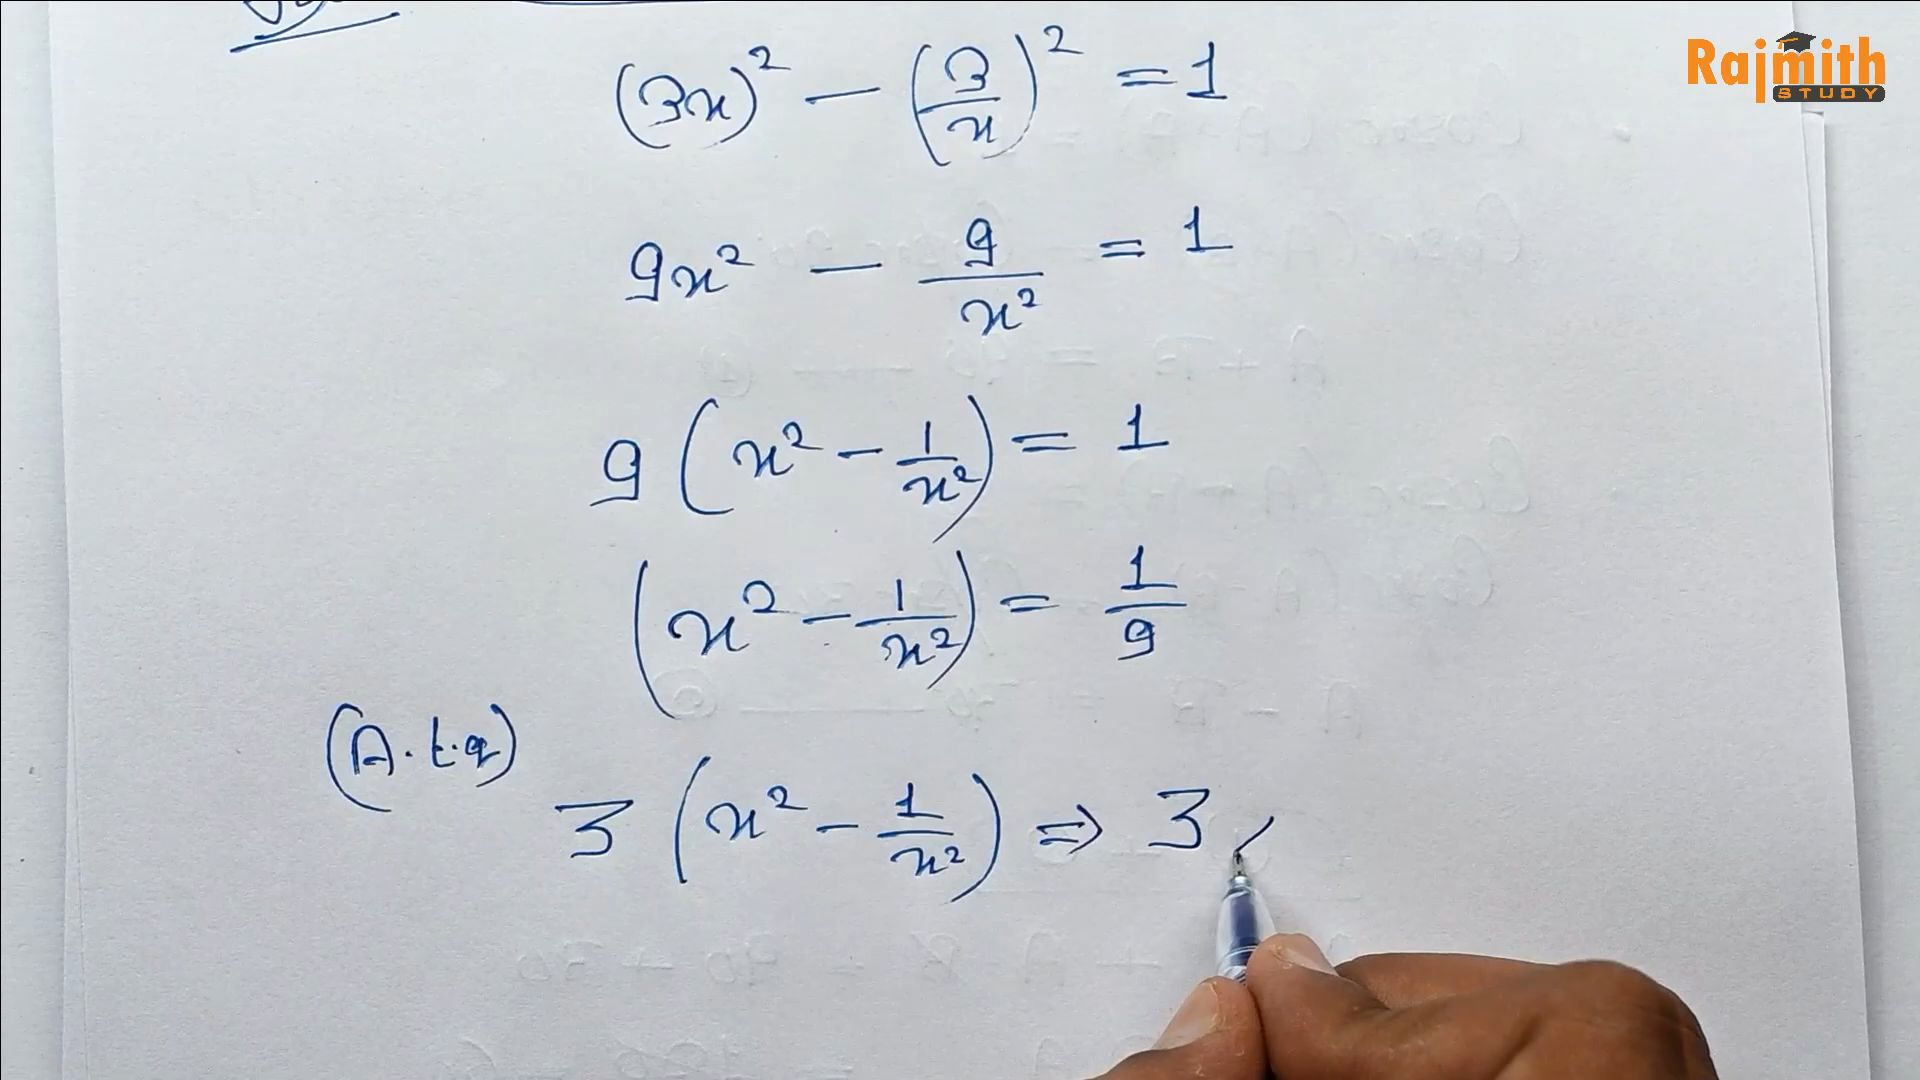 Rajmith
STUDY
(3x)² − (3/x)² = 1
9x² − 9/x² = 1
9 (x² − 1/x²) = 1
(x² − 1/x²) = 1/9
(A.t.q)
3 (x² − 1/x²) ⇒ 3